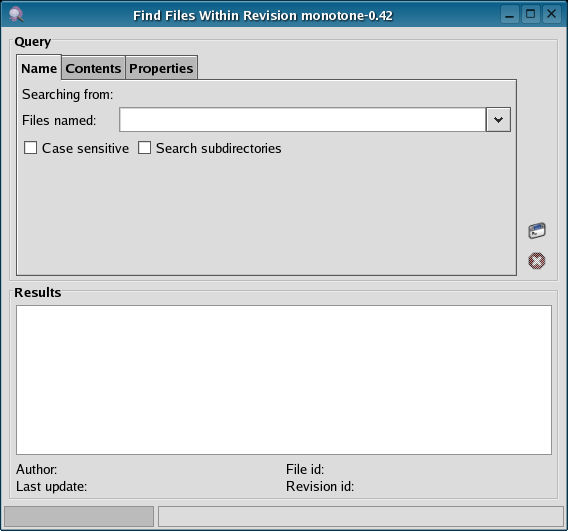 Find Files Within Revision monotone-0.42
Query
Name Contents Properties
Searching from:
Files named:
Case sensitive Search subdirectories
Results
Author: File id:
Last update: Revision id: